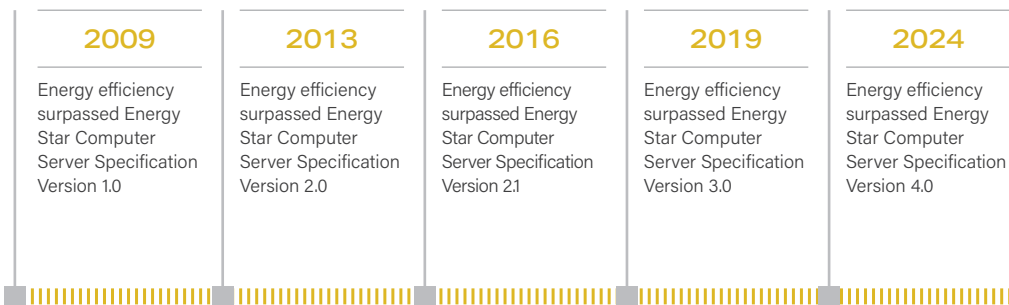 2009
Energy efficiency
surpassed Energy
Star Computer
Server Specification
Version 1.0
2013
Energy efficiency
surpassed Energy
Star Computer
Server Specification
Version 2.0
2016
Energy efficiency
surpassed Energy
Star Computer
Server Specification
Version 2.1
2019
Energy efficiency
surpassed Energy
Star Computer
Server Specification
Version 3.0
2024
Energy efficiency
surpassed Energy
Star Computer
Server Specification
Version 4.0